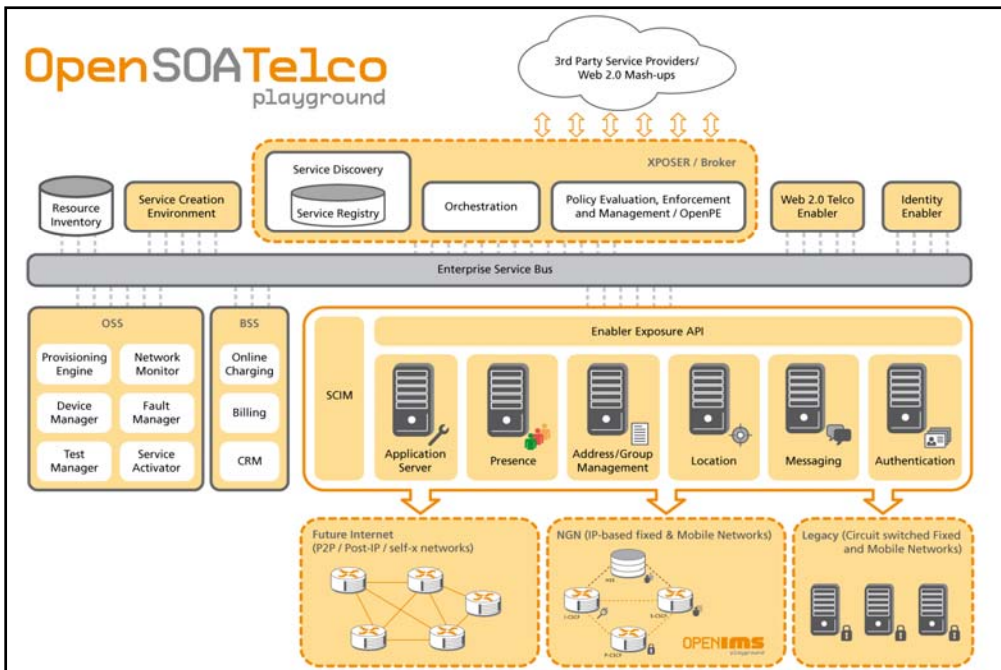 OpenSOATelco
playground
3rd Party Service Providers/
Web 2.0 Mash-ups
XPOSER / Broker
Resource
Inventory
Service Creation
Environment
Service Discovery
Service Registry
Orchestration
Policy Evaluation, Enforcement
and Management / OpenPE
Web 2.0 Telco
Enabler
Identity
Enabler
Enterprise Service Bus
OSS
Provisioning
Engine
Network
Monitor
Device
Manager
Fault
Manager
Test
Manager
Service
Activator
BSS
Online
Charging
Billing
CRM
SCIM
Enabler Exposure API
Application
Server
Presence
Address/Group
Management
Location
Messaging
Authentication
Future Internet
(P2P / Post-IP / self-x networks)
NGN (IP-based fixed & Mobile Networks)
HSS
I-CSCF
S-CSCF
P-CSCF
OPENIMS
playground
Legacy (Circuit switched Fixed
and Mobile Networks)